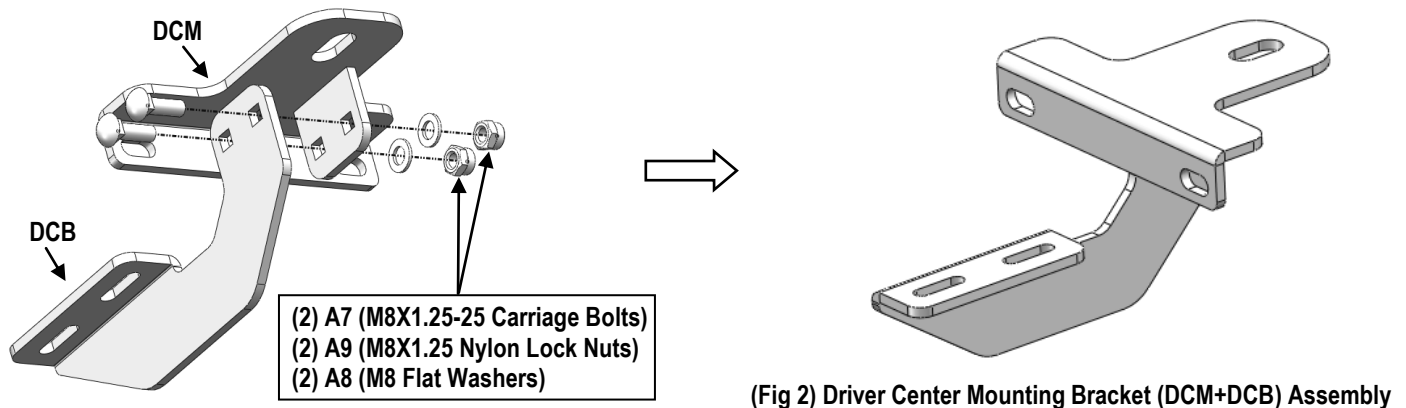 DCM
DCB
(2) A7 (M8X1.25-25 Carriage Bolts)
(2) A9 (M8X1.25 Nylon Lock Nuts)
(2) A8 (M8 Flat Washers)
(Fig 2) Driver Center Mounting Bracket (DCM+DCB) Assembly